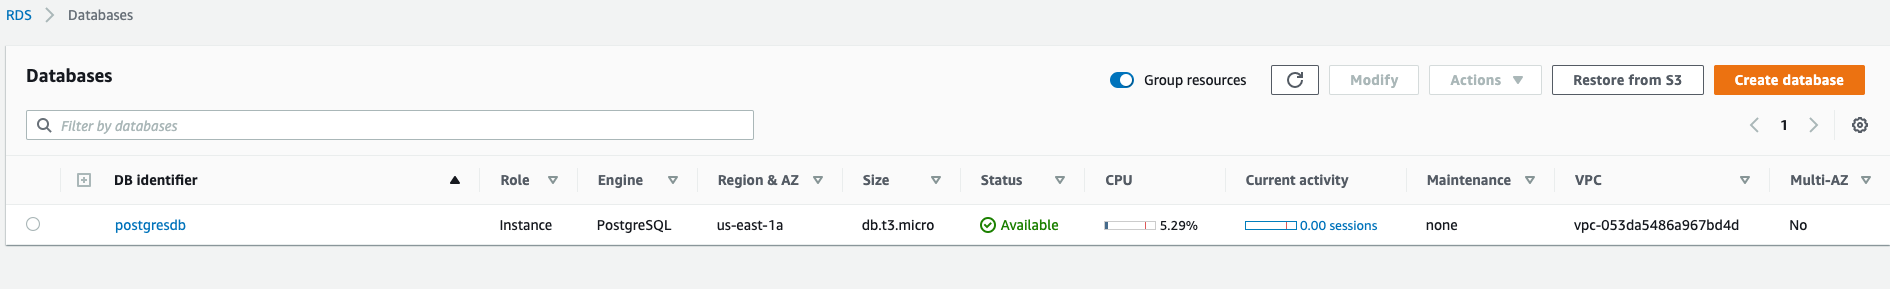 RDS Databases
Databases
Group resources Modify Actions Restore from S3 Create database
Filter by databases 1
DB identifier Role Engine Region & AZ Size Status CPU Current activity Maintenance VPC Multi-AZ
postgresdb Instance PostgreSQL us-east-1a db.t3.micro Available 5.29% 0.00 sessions none vpc-053da5486a967bd4d No